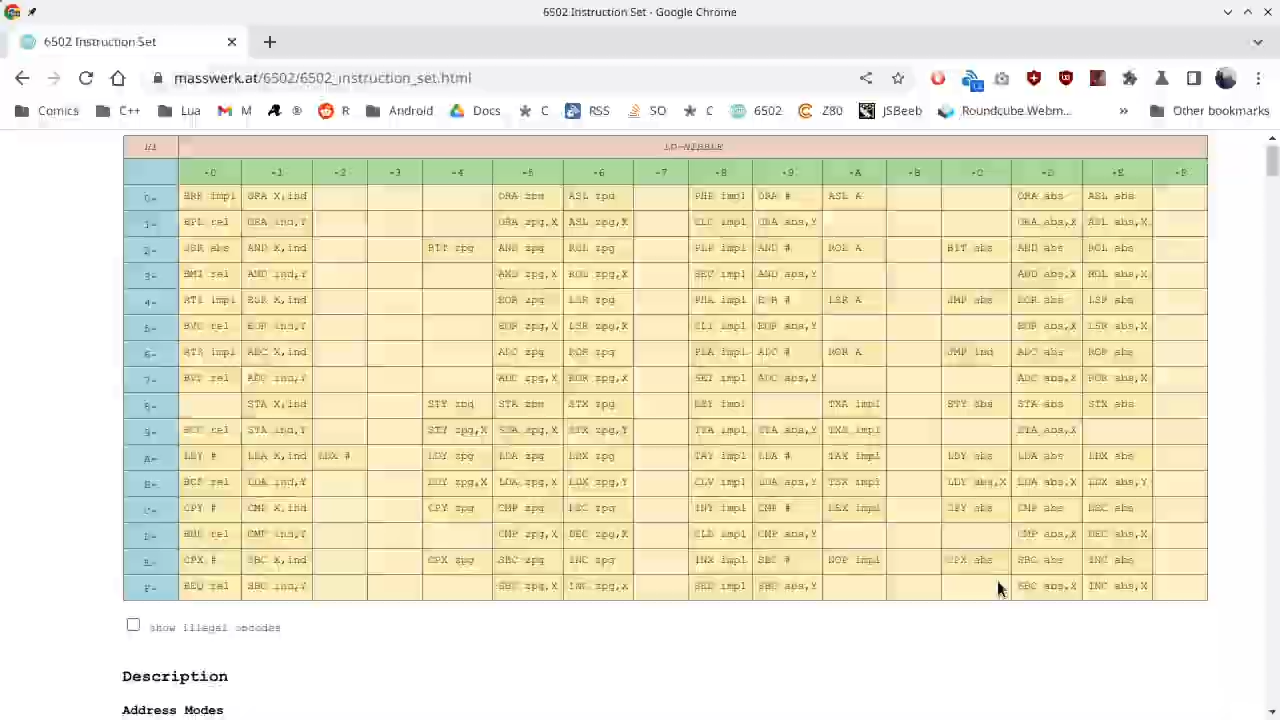 6502 Instruction Set - Google Chrome
6502 Instruction Set
masswerk.at/6502/6502_instruction_set.html
Comics C++ Lua M Android Docs C RSS SO C 6502 Z80 JSBeeb Roundcube Webm... » Other bookmarks
LO-NIBBLE
-0 -1 -2 -3 -4 -5 -6 -7 -8 -9 -A -B -C -D -E -F
0- BRK impl ORA X,ind ORA zpg ASL zpg PHP impl ORA # ASL A ORA abs ASL abs
1- BPL rel ORA ind,Y ORA zpg,X ASL zpg,X CLC impl ORA abs,Y ORA abs,X ASL abs,X
2- JSR abs AND X,ind BIT zpg AND zpg ROL zpg PLP impl AND # ROL A BIT abs AND abs ROL abs
3- BMI rel AND ind,Y AND zpg,X ROL zpg,X SEC impl AND abs,Y AND abs,X ROL abs,X
4- RTI impl EOR X,ind EOR zpg LSR zpg PHA impl EOR # LSR A JMP abs EOR abs LSR abs
5- BVC rel EOR ind,Y EOR zpg,X LSR zpg,X CLI impl EOR abs,Y EOR abs,X LSR abs,X
6- RTS impl ADC X,ind ADC zpg ROR zpg PLA impl ADC # ROR A JMP ind ADC abs ROR abs
7- BVS rel ADC ind,Y ADC zpg,X ROR zpg,X SEI impl ADC abs,Y ADC abs,X ROR abs,X
8- STA X,ind STY zpg STA zpg STX zpg DEY impl TXA impl STY abs STA abs STX abs
9- BCC rel STA ind,Y STY zpg,X STA zpg,X STX zpg,Y TYA impl STA abs,Y TXS impl STA abs,X
A- LDY # LDA X,ind LDX # LDY zpg LDA zpg LDX zpg TAY impl LDA # TAX impl LDY abs LDA abs LDX abs
B- BCS rel LDA ind,Y LDY zpg,X LDA zpg,X LDX zpg,Y CLV impl LDA abs,Y TSX impl LDY abs,X LDA abs,X LDX abs,Y
C- CPY # CMP X,ind CPY zpg CMP zpg DEC zpg INY impl CMP # DEX impl CPY abs CMP abs DEC abs
D- BNE rel CMP ind,Y CMP zpg,X DEC zpg,X CLD impl CMP abs,Y CMP abs,X DEC abs,X
E- CPX # SBC X,ind CPX zpg SBC zpg INC zpg INX impl SBC # NOP impl CPX abs SBC abs INC abs
F- BEQ rel SBC ind,Y SBC zpg,X INC zpg,X SED impl SBC abs,Y SBC abs,X INC abs,X
show illegal opcodes
Description
Address Modes